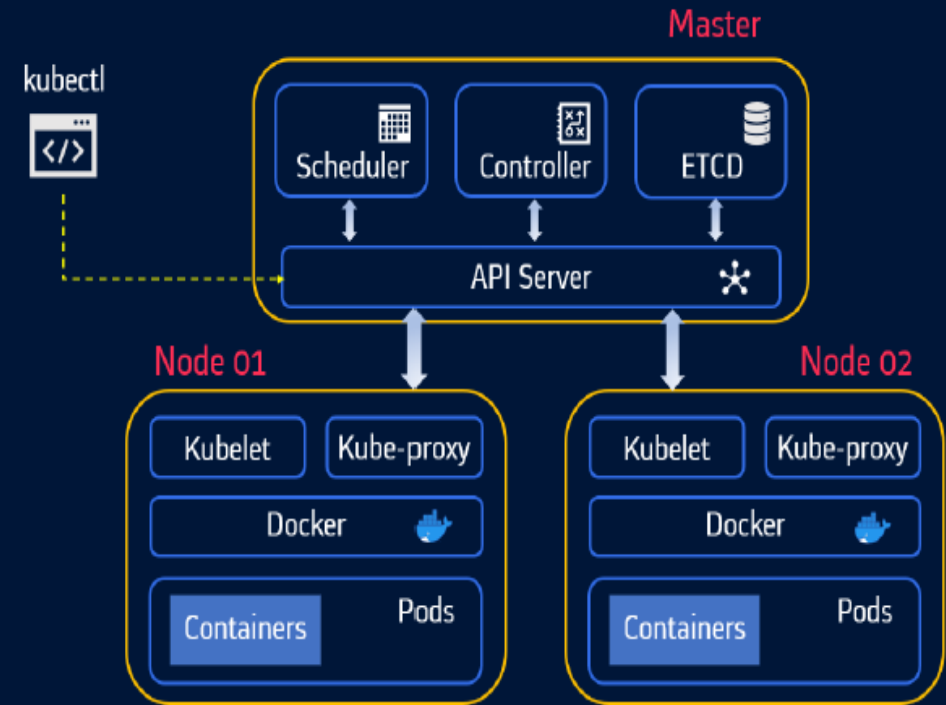 Master
kubectl
</>
Scheduler
Controller
ETCD
API Server
Node 01
Node 02
Kubelet
Kube-proxy
Docker
Containers
Pods
Kubelet
Kube-proxy
Docker
Containers
Pods